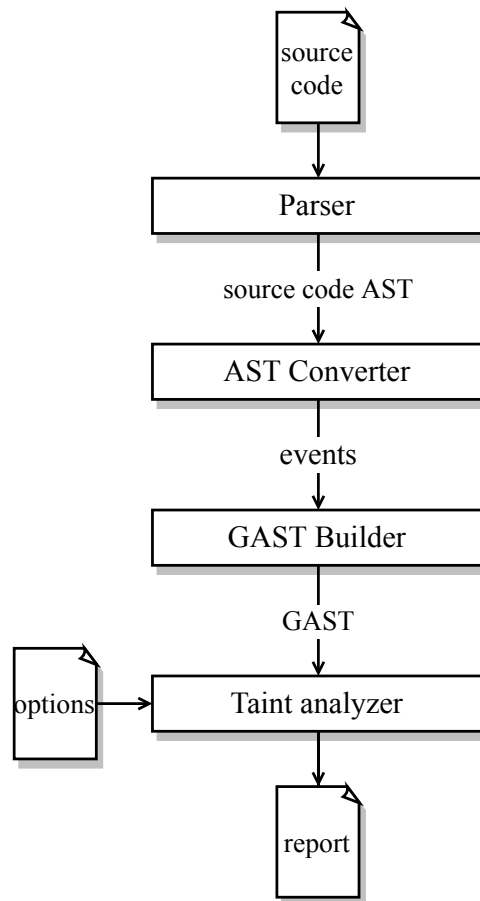 source
code
Parser
source code AST
AST Converter
events
GAST Builder
GAST
options
Taint analyzer
report